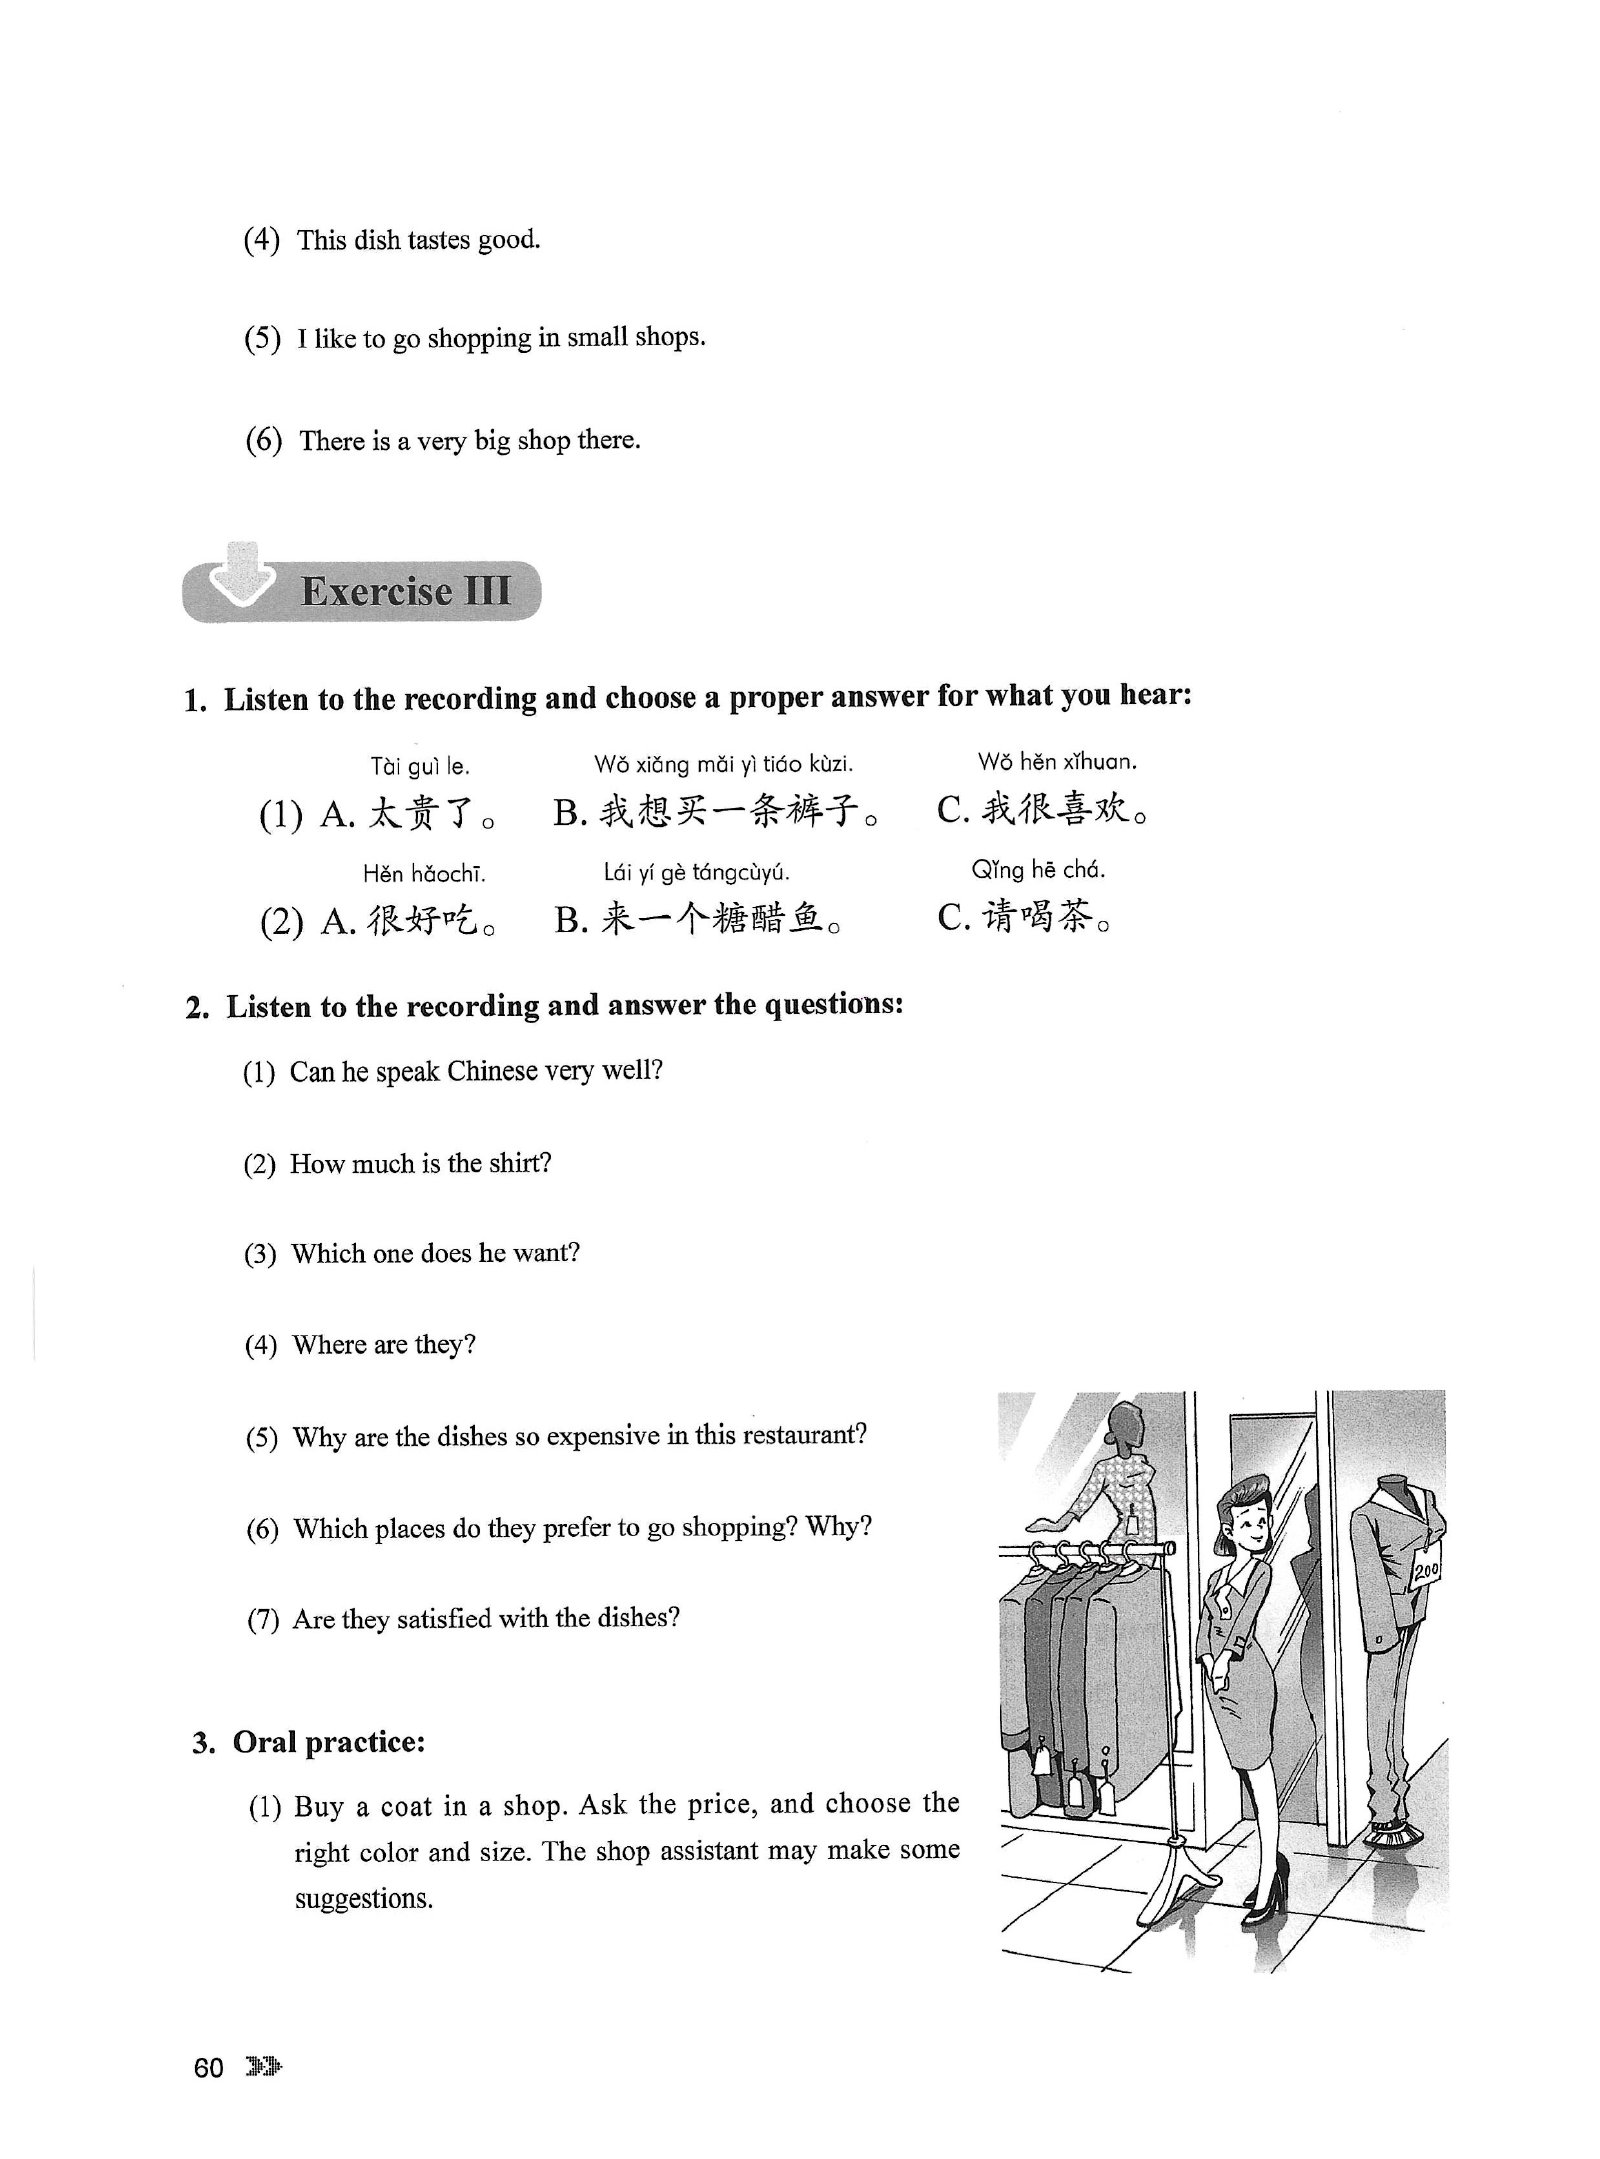 (4) This dish tastes good.
(5) I like to go shopping in small shops.
(6) There is a very big shop there.
Exercise III
1. Listen to the recording and choose a proper answer for what you hear:
Tài guì le. Wǒ xiǎng mǎi yì tiáo kùzi. Wǒ hěn xǐhuan.
(1) A. 太贵了。 B. 我想买一条裤子。 C. 我很喜欢。
Hěn hǎochī. Lái yí gè tángcùyú. Qǐng hē chá.
(2) A. 很好吃。 B. 来一个糖醋鱼。 C. 请喝茶。
2. Listen to the recording and answer the questions:
(1) Can he speak Chinese very well?
(2) How much is the shirt?
(3) Which one does he want?
(4) Where are they?
(5) Why are the dishes so expensive in this restaurant?
(6) Which places do they prefer to go shopping? Why?
(7) Are they satisfied with the dishes?
200
3. Oral practice:
(1) Buy a coat in a shop. Ask the price, and choose the
right color and size. The shop assistant may make some
suggestions.
60